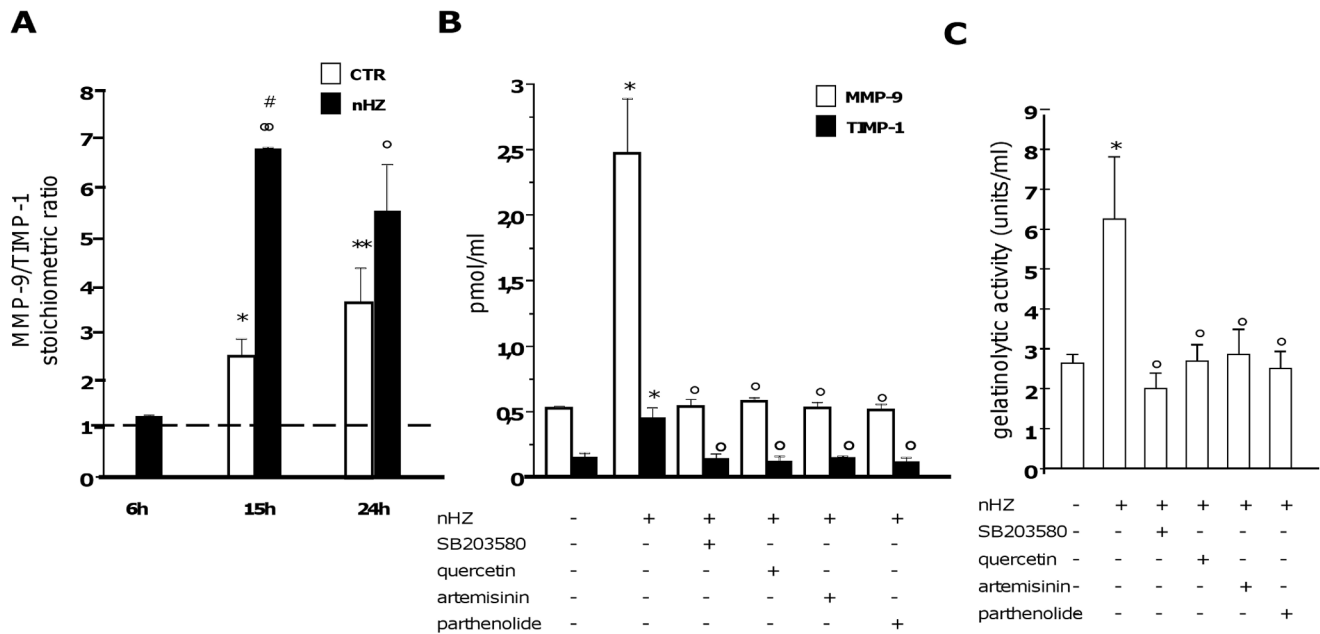 A
CTR
nHZ
MMP-9/TIMP-1
stoichiometric ratio
8
7
6
5
4
3
2
1
0
* ** # oo o
6h 15h 24h
B
MMP-9
TIMP-1
pmol/ml
3
2,5
2,0
1,5
1,0
0,5
0
* * o o o o o o o o
nHZ - + + + + +
SB203580 - - + - - -
quercetin - - - + - -
artemisinin - - - - + -
parthenolide - - - - - +
C
gelatinolytic activity (units/ml)
9
8
7
6
5
4
3
2
1
0
* o o o o
nHZ - + + + + +
SB203580 - - + - - -
quercetin - - - + - -
artemisinin - - - - + -
parthenolide - - - - - +